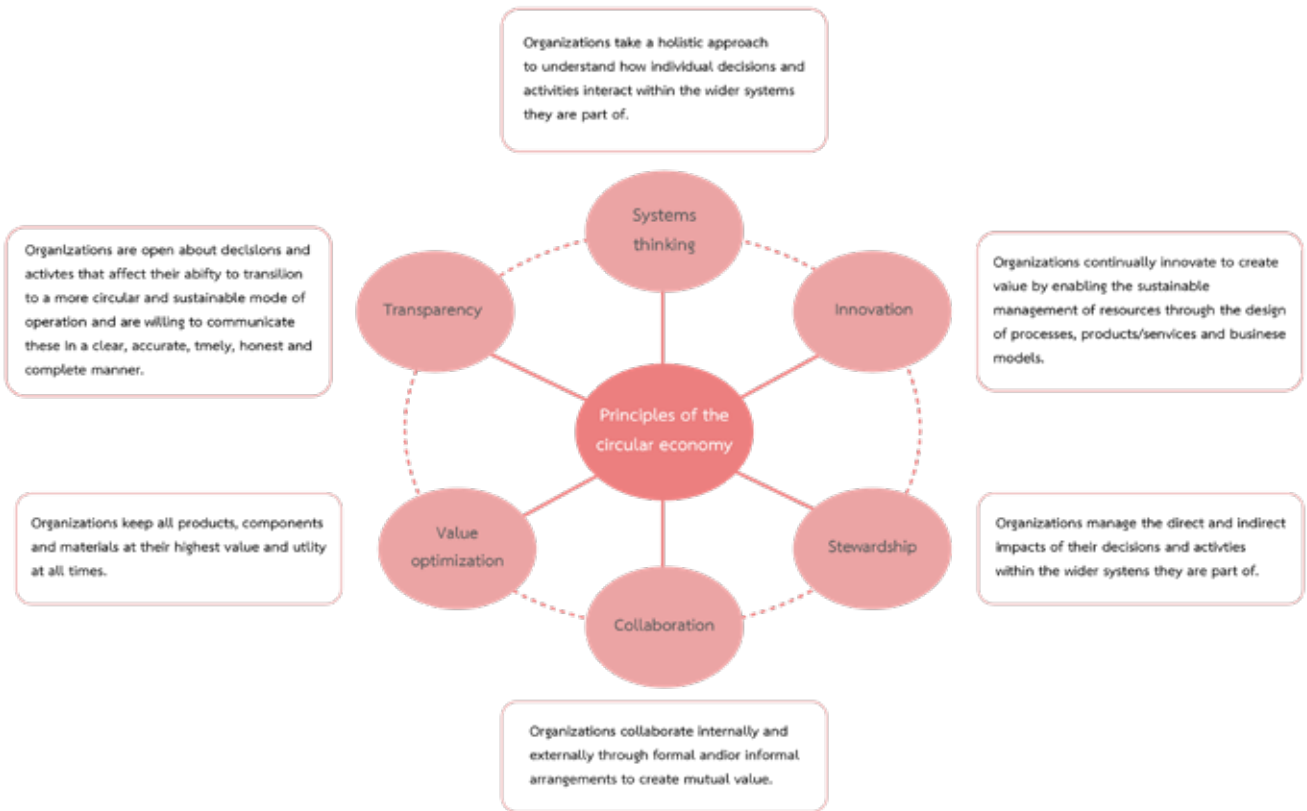 Organizations take a holistic approach
to understand how individual decisions and
activities interact within the wider systems
they are part of.
Systems
thinking
Organizations are open about decisions and
activtes that affect their abifty to transilion
to a more circular and sustainable mode of
operation and are willing to communicate
these in a clear, accurate, tmely, honest and
complete manner.
Transparency
Innovation
Organizations continually innovate to create
value by enabling the sustainable
management of resources through the design
of processes, products/services and businese
models.
Principles of the
circular economy
Organizations keep all products, components
and materials at their highest value and utlity
at all times.
Value
optimization
Stewardship
Organizations manage the direct and indirect
impacts of their decisions and activties
within the wider systems they are part of.
Collaboration
Organizations collaborate internally and
externally through formal andior informal
arrangements to create mutual value.